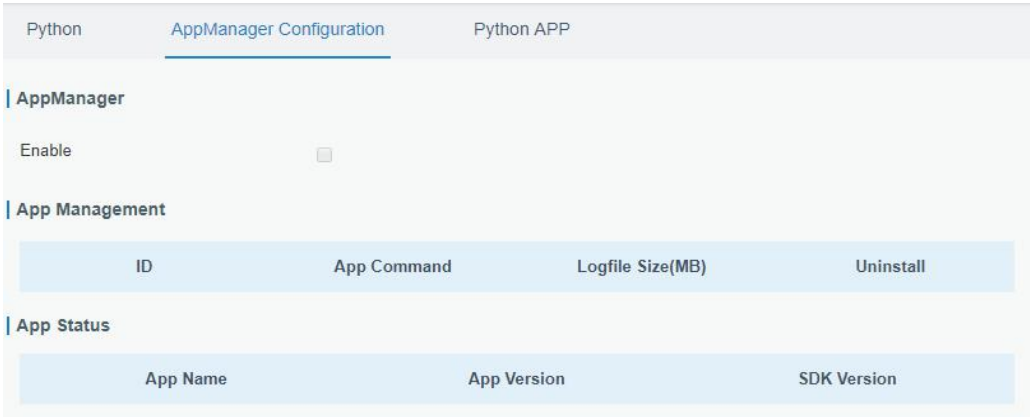 Python AppManager Configuration Python APP
AppManager
Enable
App Management
ID App Command Logfile Size(MB) Uninstall
App Status
App Name App Version SDK Version